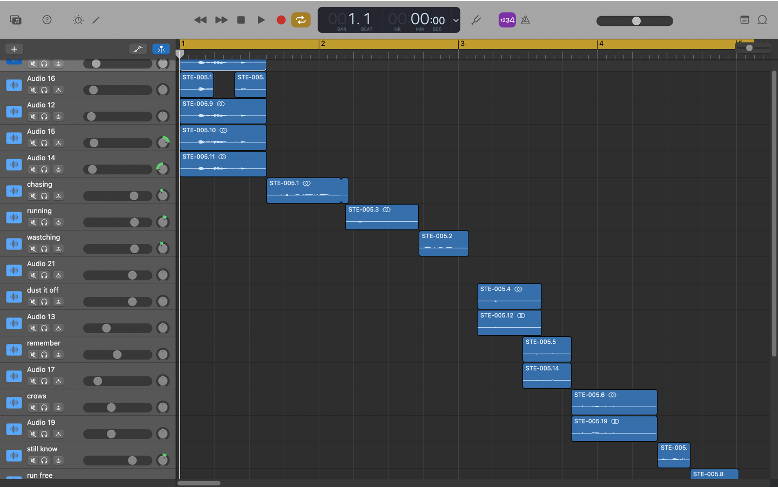 001. 1 00 00:00
BAR BEAT HR MIN SEC
1234
1 2 3 4
STE-005.1 STE-005.
Audio 16
STE-005.9
Audio 12
STE-005.10
Audio 15
STE-005.11
Audio 14
STE-005.1
chasing
STE-005.3
running
STE-005.2
wastching
Audio 21
STE-005.4
dust it off
STE-005.12
Audio 13
STE-005.5
remember
STE-005.14
Audio 17
STE-005.6
crows
STE-005.19
Audio 19
STE-005.
still know
STE-005.8
run free